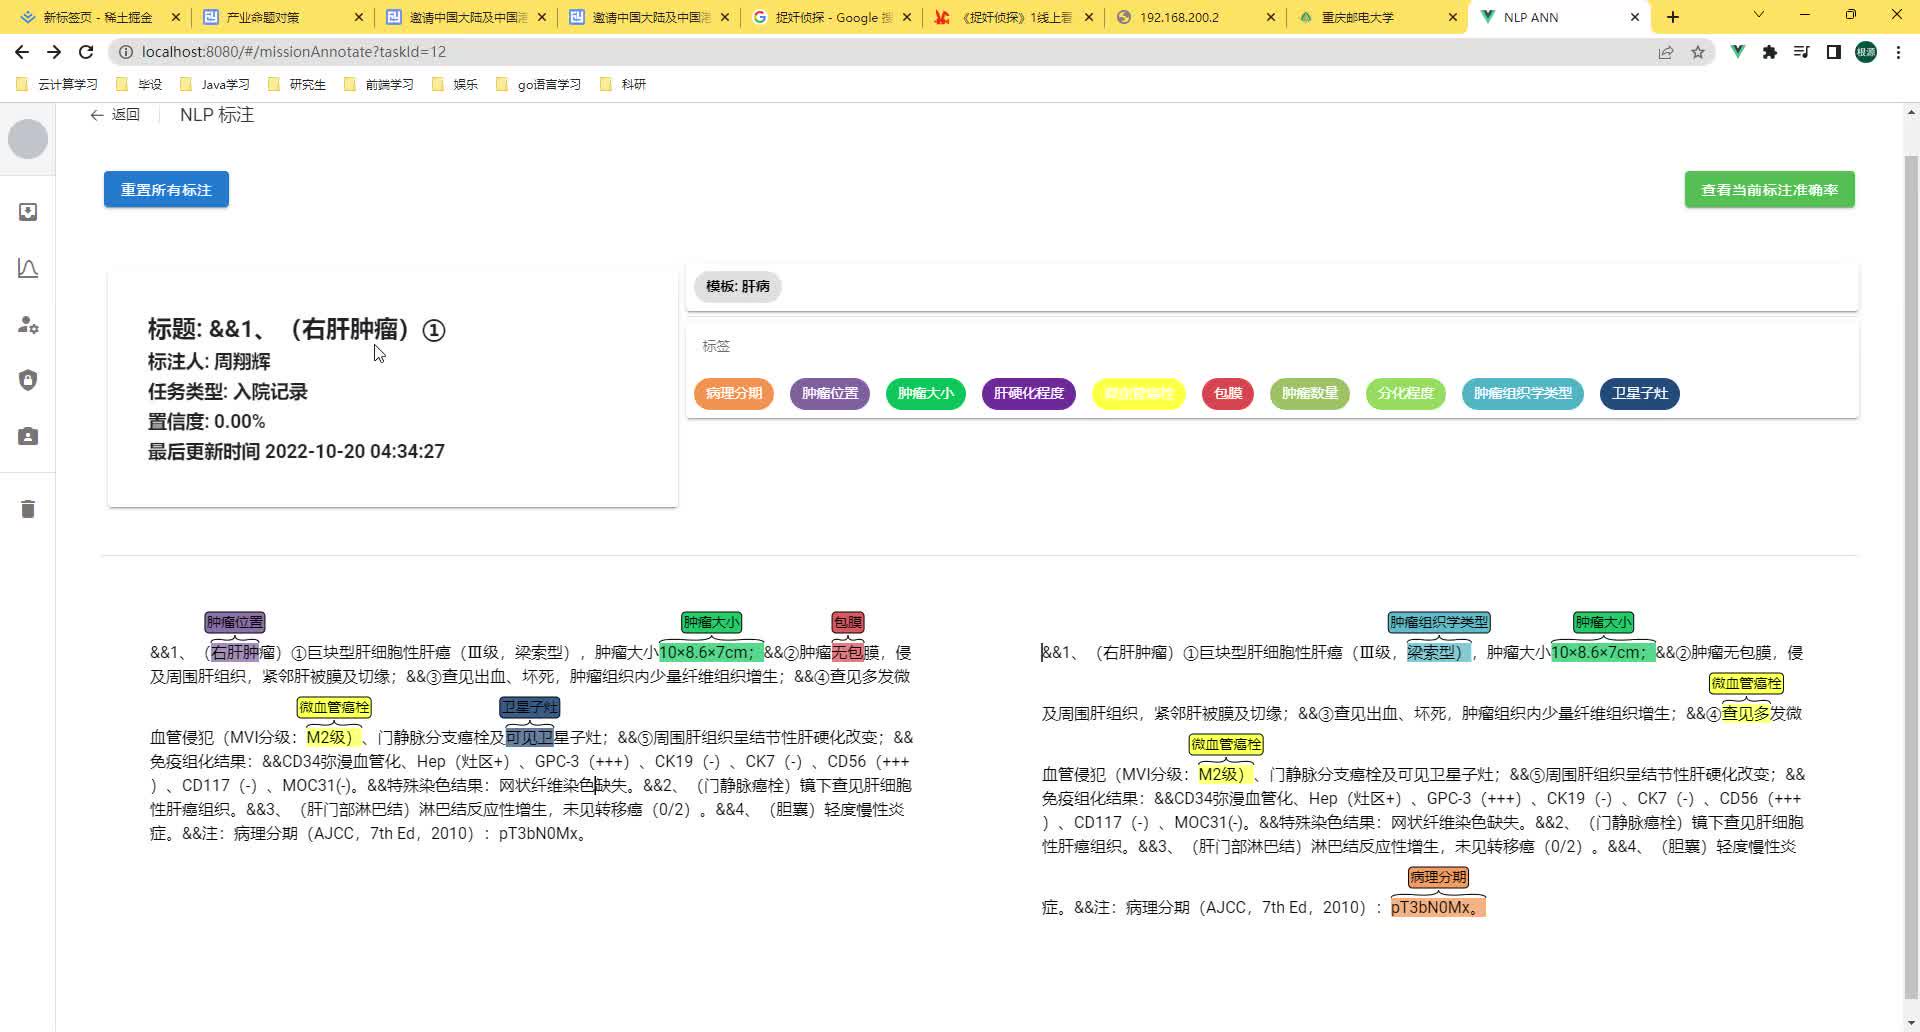 新标签页 - 稀土掘金
产业命题对策
邀请中国大陆及中国
邀请中国大陆及中国
捉奸侦探 - Google
《捉奸侦探》1线上看
192.168.200.2
重庆邮电大学
NLP ANN
localhost:8080/#/missionAnnotate?taskId=12
根源
云计算学习
毕设
Java学习
研究生
前端学习
娱乐
go语言学习
科研
返回
NLP 标注
重置所有标注
查看当前标注准确率
标题: &&1、（右肝肿瘤）①
标注人: 周翔辉
任务类型: 入院记录
置信度: 0.00%
最后更新时间 2022-10-20 04:34:27
模板: 肝病
标签
病理分期
肿瘤位置
肿瘤大小
肝硬化程度
微血管癌栓
包膜
肿瘤数量
分化程度
肿瘤组织学类型
卫星子灶
肿瘤位置
肿瘤大小
包膜
&&1、（右肝肿瘤）①巨块型肝细胞性肝癌（Ⅲ级，梁索型），肿瘤大小10×8.6×7cm；&&②肿瘤无包膜，侵
及周围肝组织，紧邻肝被膜及切缘；&&③查见出血、坏死，肿瘤组织内少量纤维组织增生；&&④查见多发微
微血管癌栓
卫星子灶
血管侵犯（MVI分级：M2级）、门静脉分支癌栓及可见卫星子灶；&&⑤周围肝组织呈结节性肝硬化改变；&&
免疫组化结果：&&CD34弥漫血管化、Hep（灶区+）、GPC-3（+++）、CK19（-）、CK7（-）、CD56（+++
）、CD117（-）、MOC31(-)。&&特殊染色结果：网状纤维染色缺失。&&2、（门静脉癌栓）镜下查见肝细胞
性肝癌组织。&&3、（肝门部淋巴结）淋巴结反应性增生，未见转移癌（0/2）。&&4、（胆囊）轻度慢性炎
症。&&注：病理分期（AJCC，7th Ed，2010）：pT3bN0Mx。
肿瘤组织学类型
肿瘤大小
&&1、（右肝肿瘤）①巨块型肝细胞性肝癌（Ⅲ级，梁索型），肿瘤大小10×8.6×7cm；&&②肿瘤无包膜，侵
微血管癌栓
及周围肝组织，紧邻肝被膜及切缘；&&③查见出血、坏死，肿瘤组织内少量纤维组织增生；&&④查见多发微
微血管癌栓
血管侵犯（MVI分级：M2级）、门静脉分支癌栓及可见卫星子灶；&&⑤周围肝组织呈结节性肝硬化改变；&&
免疫组化结果：&&CD34弥漫血管化、Hep（灶区+）、GPC-3（+++）、CK19（-）、CK7（-）、CD56（+++
）、CD117（-）、MOC31(-)。&&特殊染色结果：网状纤维染色缺失。&&2、（门静脉癌栓）镜下查见肝细胞
性肝癌组织。&&3、（肝门部淋巴结）淋巴结反应性增生，未见转移癌（0/2）。&&4、（胆囊）轻度慢性炎
病理分期
症。&&注：病理分期（AJCC，7th Ed，2010）：pT3bN0Mx。